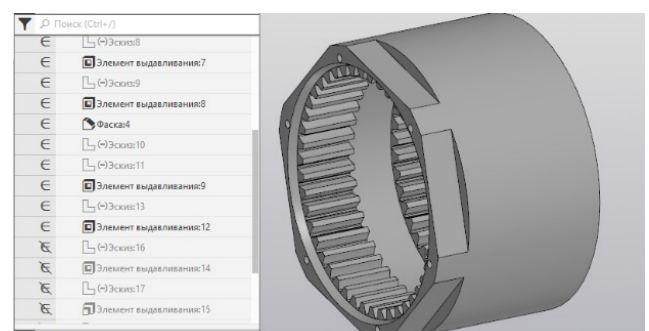 Поиск (Ctrl+/)
(-)Эскиз:8
Элемент выдавливания:7
(-)Эскиз:9
Элемент выдавливания:8
Фаска:4
(-)Эскиз:10
(-)Эскиз:11
Элемент выдавливания:9
(-)Эскиз:13
Элемент выдавливания:12
(-)Эскиз:16
Элемент выдавливания:14
(-)Эскиз:17
Элемент выдавливания:15